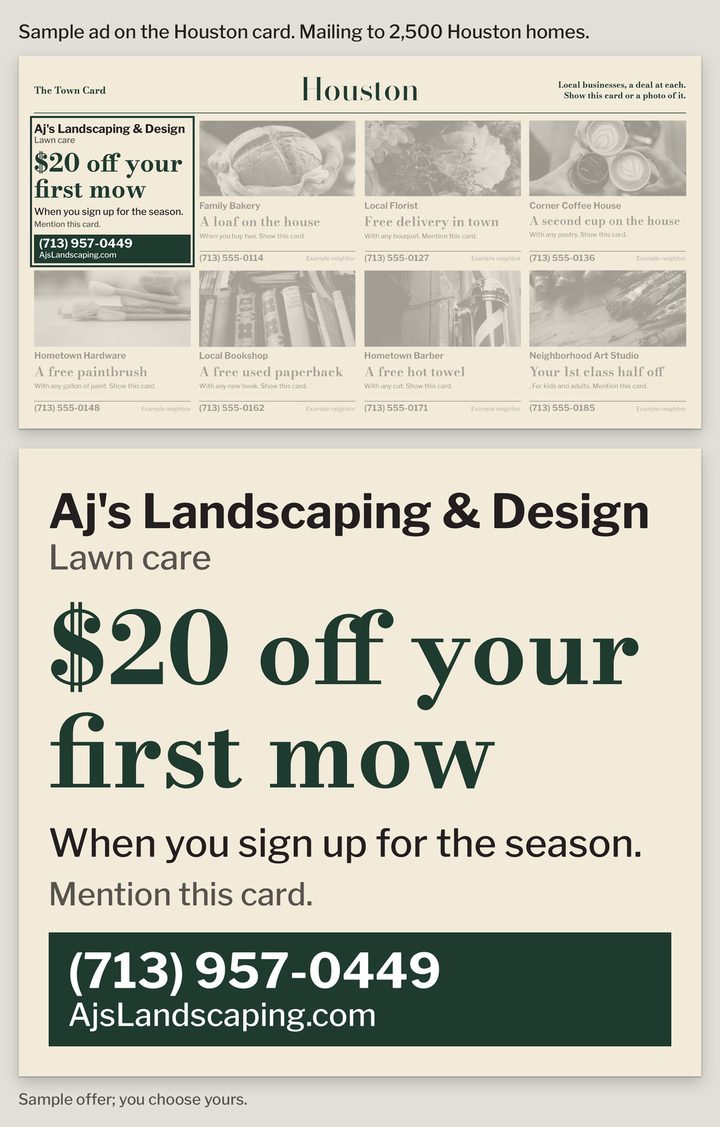 Sample ad on the Houston card. Mailing to 2,500 Houston homes.
The Town Card
Houston
Local businesses, a deal at each.
Show this card or a photo of it.
Aj's Landscaping & Design
Lawn care
$20 off your
first mow
When you sign up for the season.
Mention this card.
(713) 957-0449
AjsLandscaping.com
Family Bakery
A loaf on the house
When you buy two. Show this card.
(713) 555-0114
Example neighbor
Local Florist
Free delivery in town
With any bouquet. Mention this card.
(713) 555-0127
Example neighbor
Corner Coffee House
A second cup on the house
With any pastry. Show this card.
(713) 555-0136
Example neighbor
Hometown Hardware
A free paintbrush
With any gallon of paint. Show this card.
(713) 555-0148
Example neighbor
Local Bookshop
A free used paperback
With any new book. Show this card.
(713) 555-0162
Example neighbor
Hometown Barber
A free hot towel
With any cut. Show this card.
(713) 555-0171
Example neighbor
Neighborhood Art Studio
Your 1st class half off
For kids and adults. Mention this card.
(713) 555-0185
Example neighbor
Aj's Landscaping & Design
Lawn care
$20 off your
first mow
When you sign up for the season.
Mention this card.
(713) 957-0449
AjsLandscaping.com
Sample offer; you choose yours.